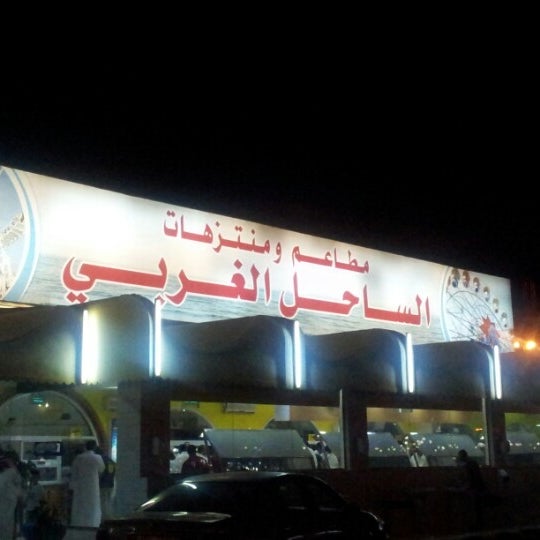 مطاعم ومنتزهات
الساحل الغربي